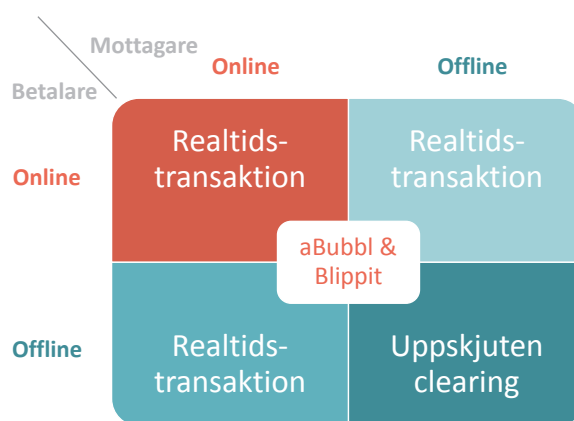 Mottagare
Betalare
Online
Offline
Online
Realtids-
transaktion
Realtids-
transaktion
aBubbl &
Blippit
Offline
Realtids-
transaktion
Uppskjuten
clearing